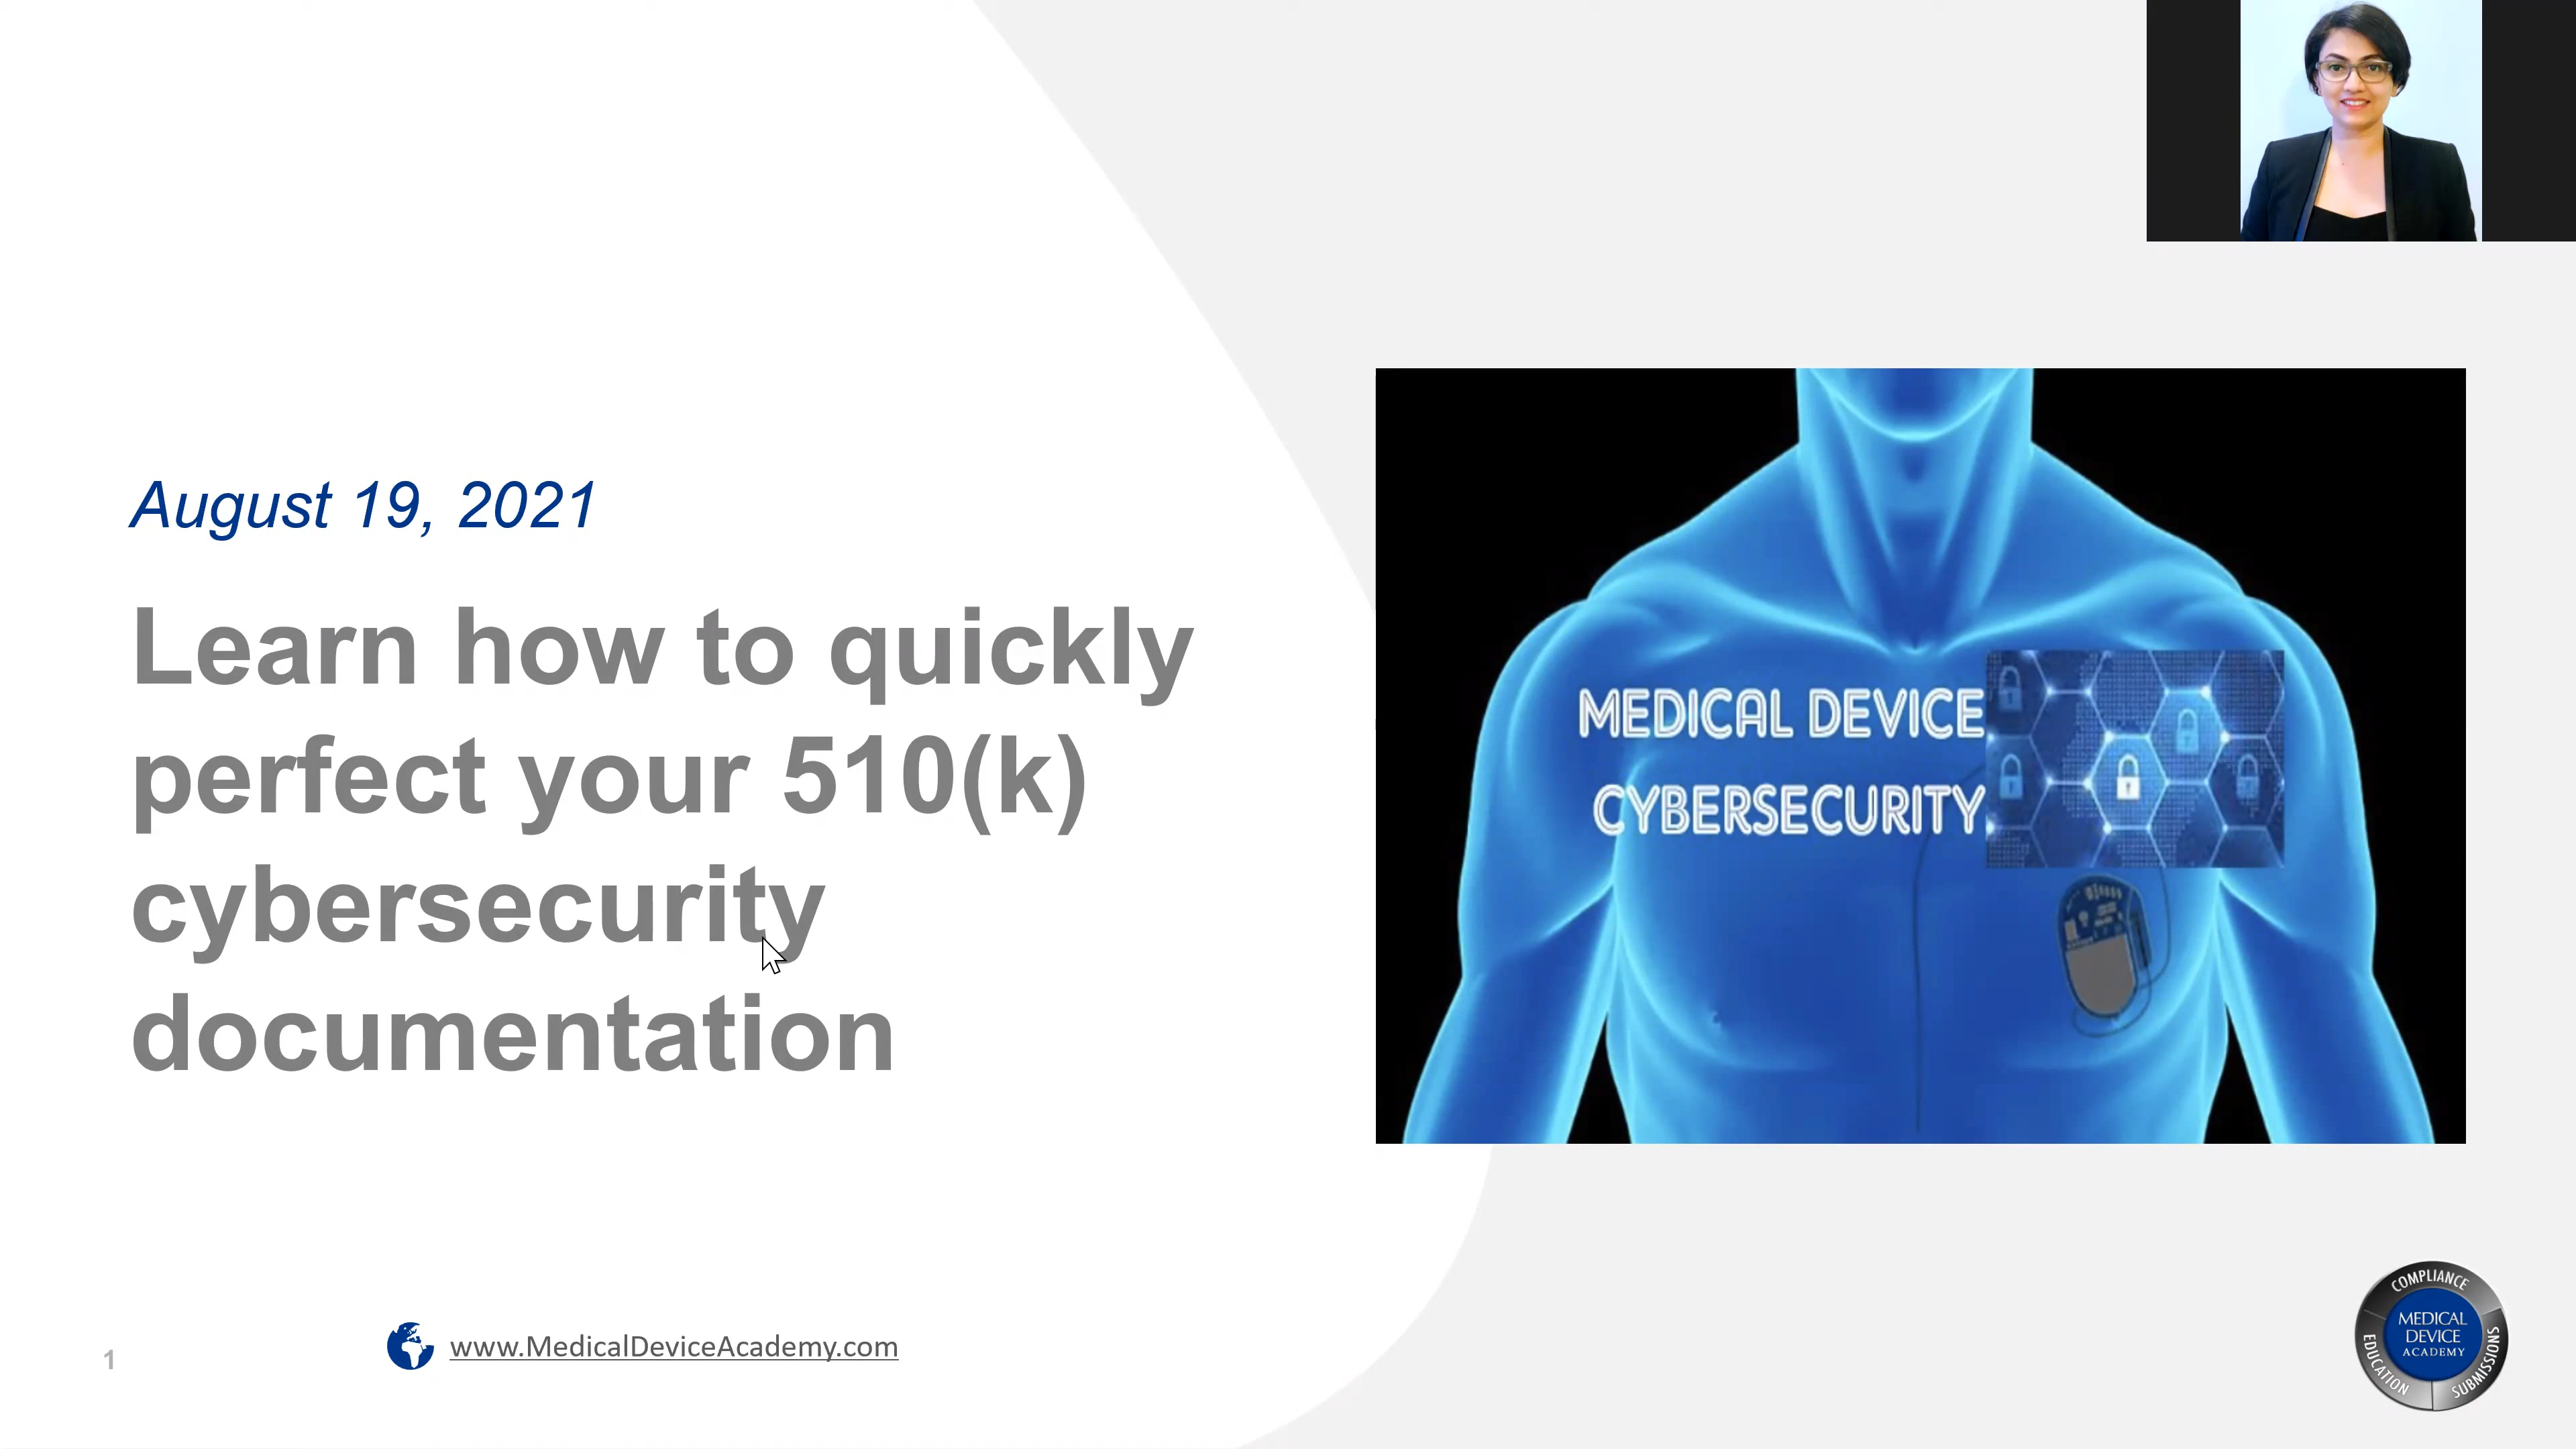 August 19, 2021
Learn how to quickly
perfect your 510(k)
cybersecurity
documentation
MEDICAL DEVICE
CYBERSECURITY
1
www.MedicalDeviceAcademy.com
COMPLIANCE
MEDICAL
DEVICE
ACADEMY
EDUCATION
SUBMISSIONS